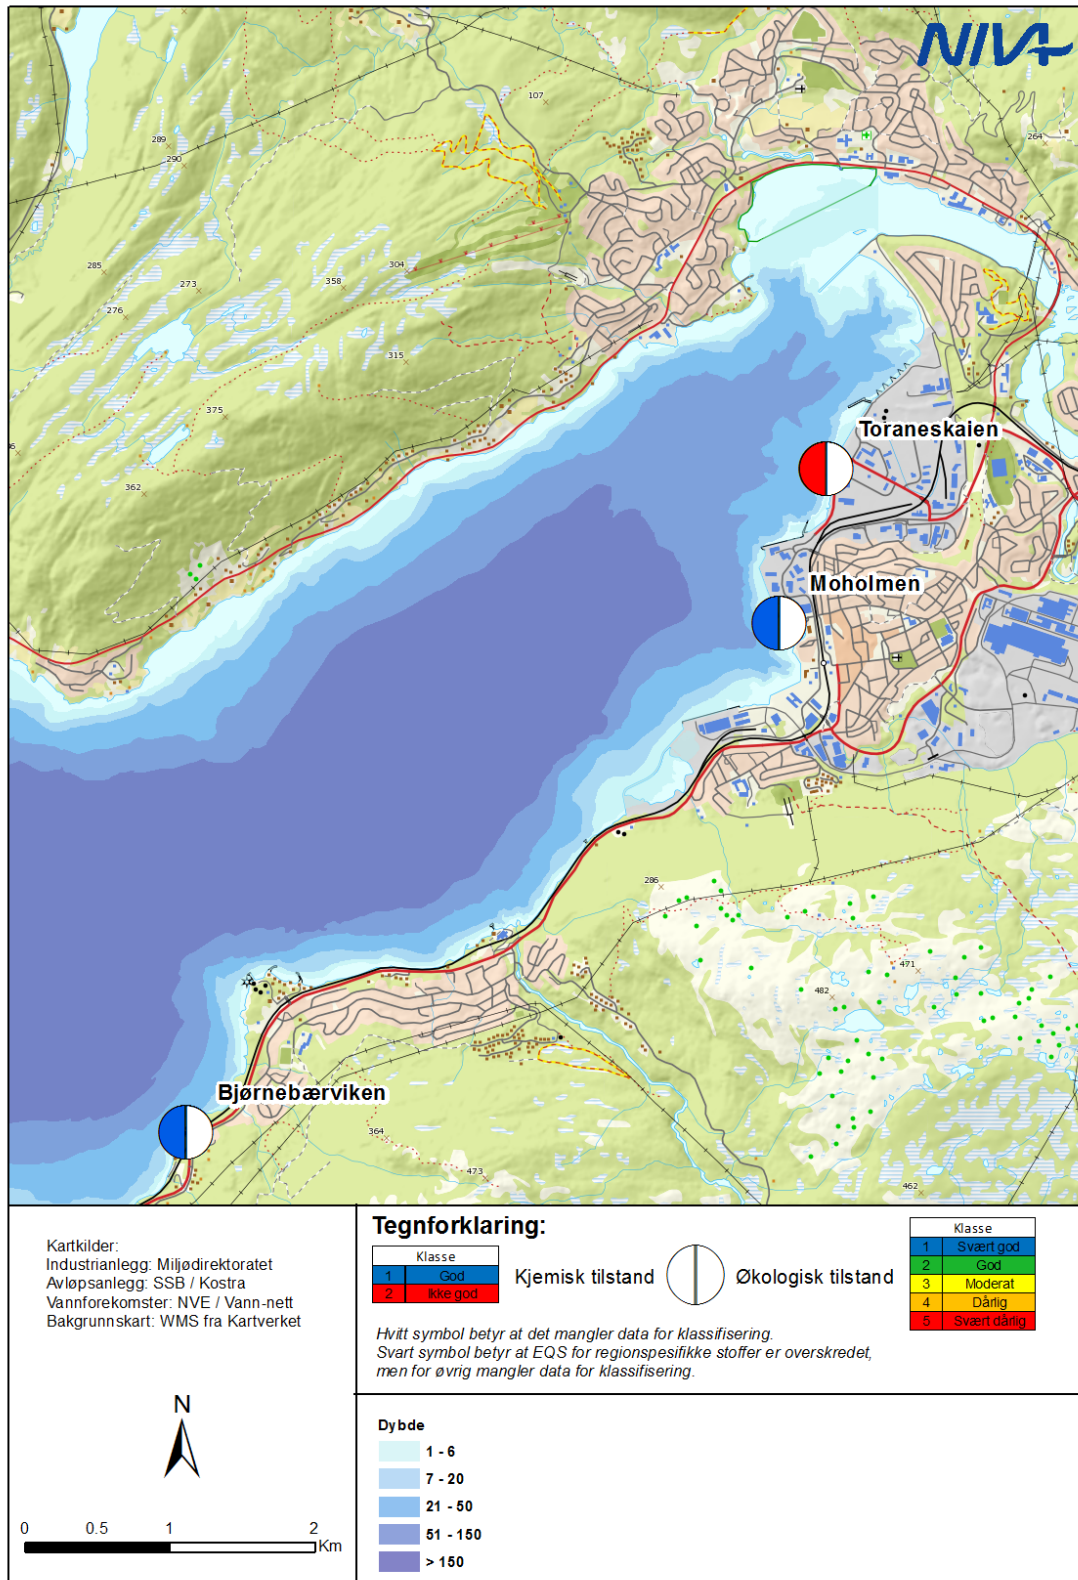 NIVA
107
289
290
264
285
304
273
358
276
315
375
362
Toraneskaien
Moholmen
286
471
482
Bjørnebærviken
364
473
462
Kartkilder:
Industrianlegg: Miljødirektoratet
Avløpsanlegg: SSB / Kostra
Vannforekomster: NVE / Vann-nett
Bakgrunnskart: WMS fra Kartverket
N
0 0.5 1 2
Km
Tegnforklaring:
Klasse
1 God
2 Ikke god
Kjemisk tilstand
Økologisk tilstand
Klasse
1 Svært god
2 God
3 Moderat
4 Dårlig
5 Svært dårlig
Hvitt symbol betyr at det mangler data for klassifisering.
Svart symbol betyr at EQS for regionspesifikke stoffer er overskredet,
men for øvrig mangler data for klassifisering.
Dybde
1 - 6
7 - 20
21 - 50
51 - 150
> 150